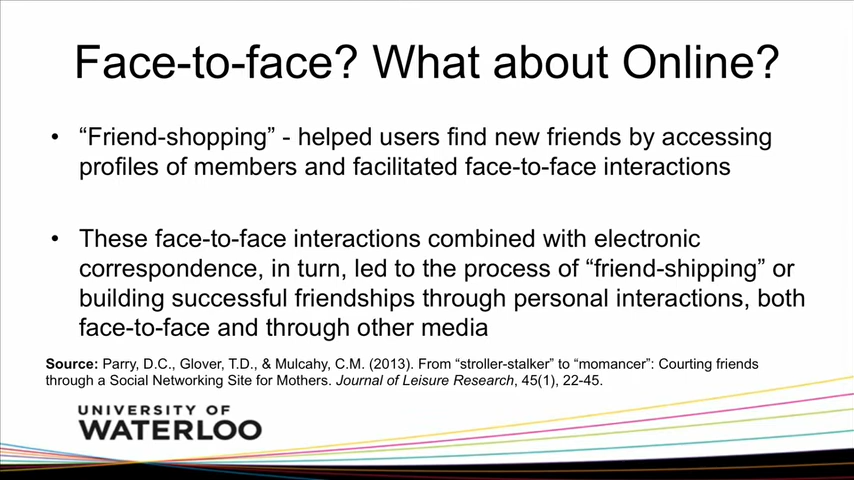 Face-to-face? What about Online?
• “Friend-shopping” - helped users find new friends by accessing
profiles of members and facilitated face-to-face interactions
• These face-to-face interactions combined with electronic
correspondence, in turn, led to the process of “friend-shipping” or
building successful friendships through personal interactions, both
face-to-face and through other media
Source: Parry, D.C., Glover, T.D., & Mulcahy, C.M. (2013). From “stroller-stalker” to “momancer”: Courting friends
through a Social Networking Site for Mothers. Journal of Leisure Research, 45(1), 22-45.
UNIVERSITY OF
WATERLOO